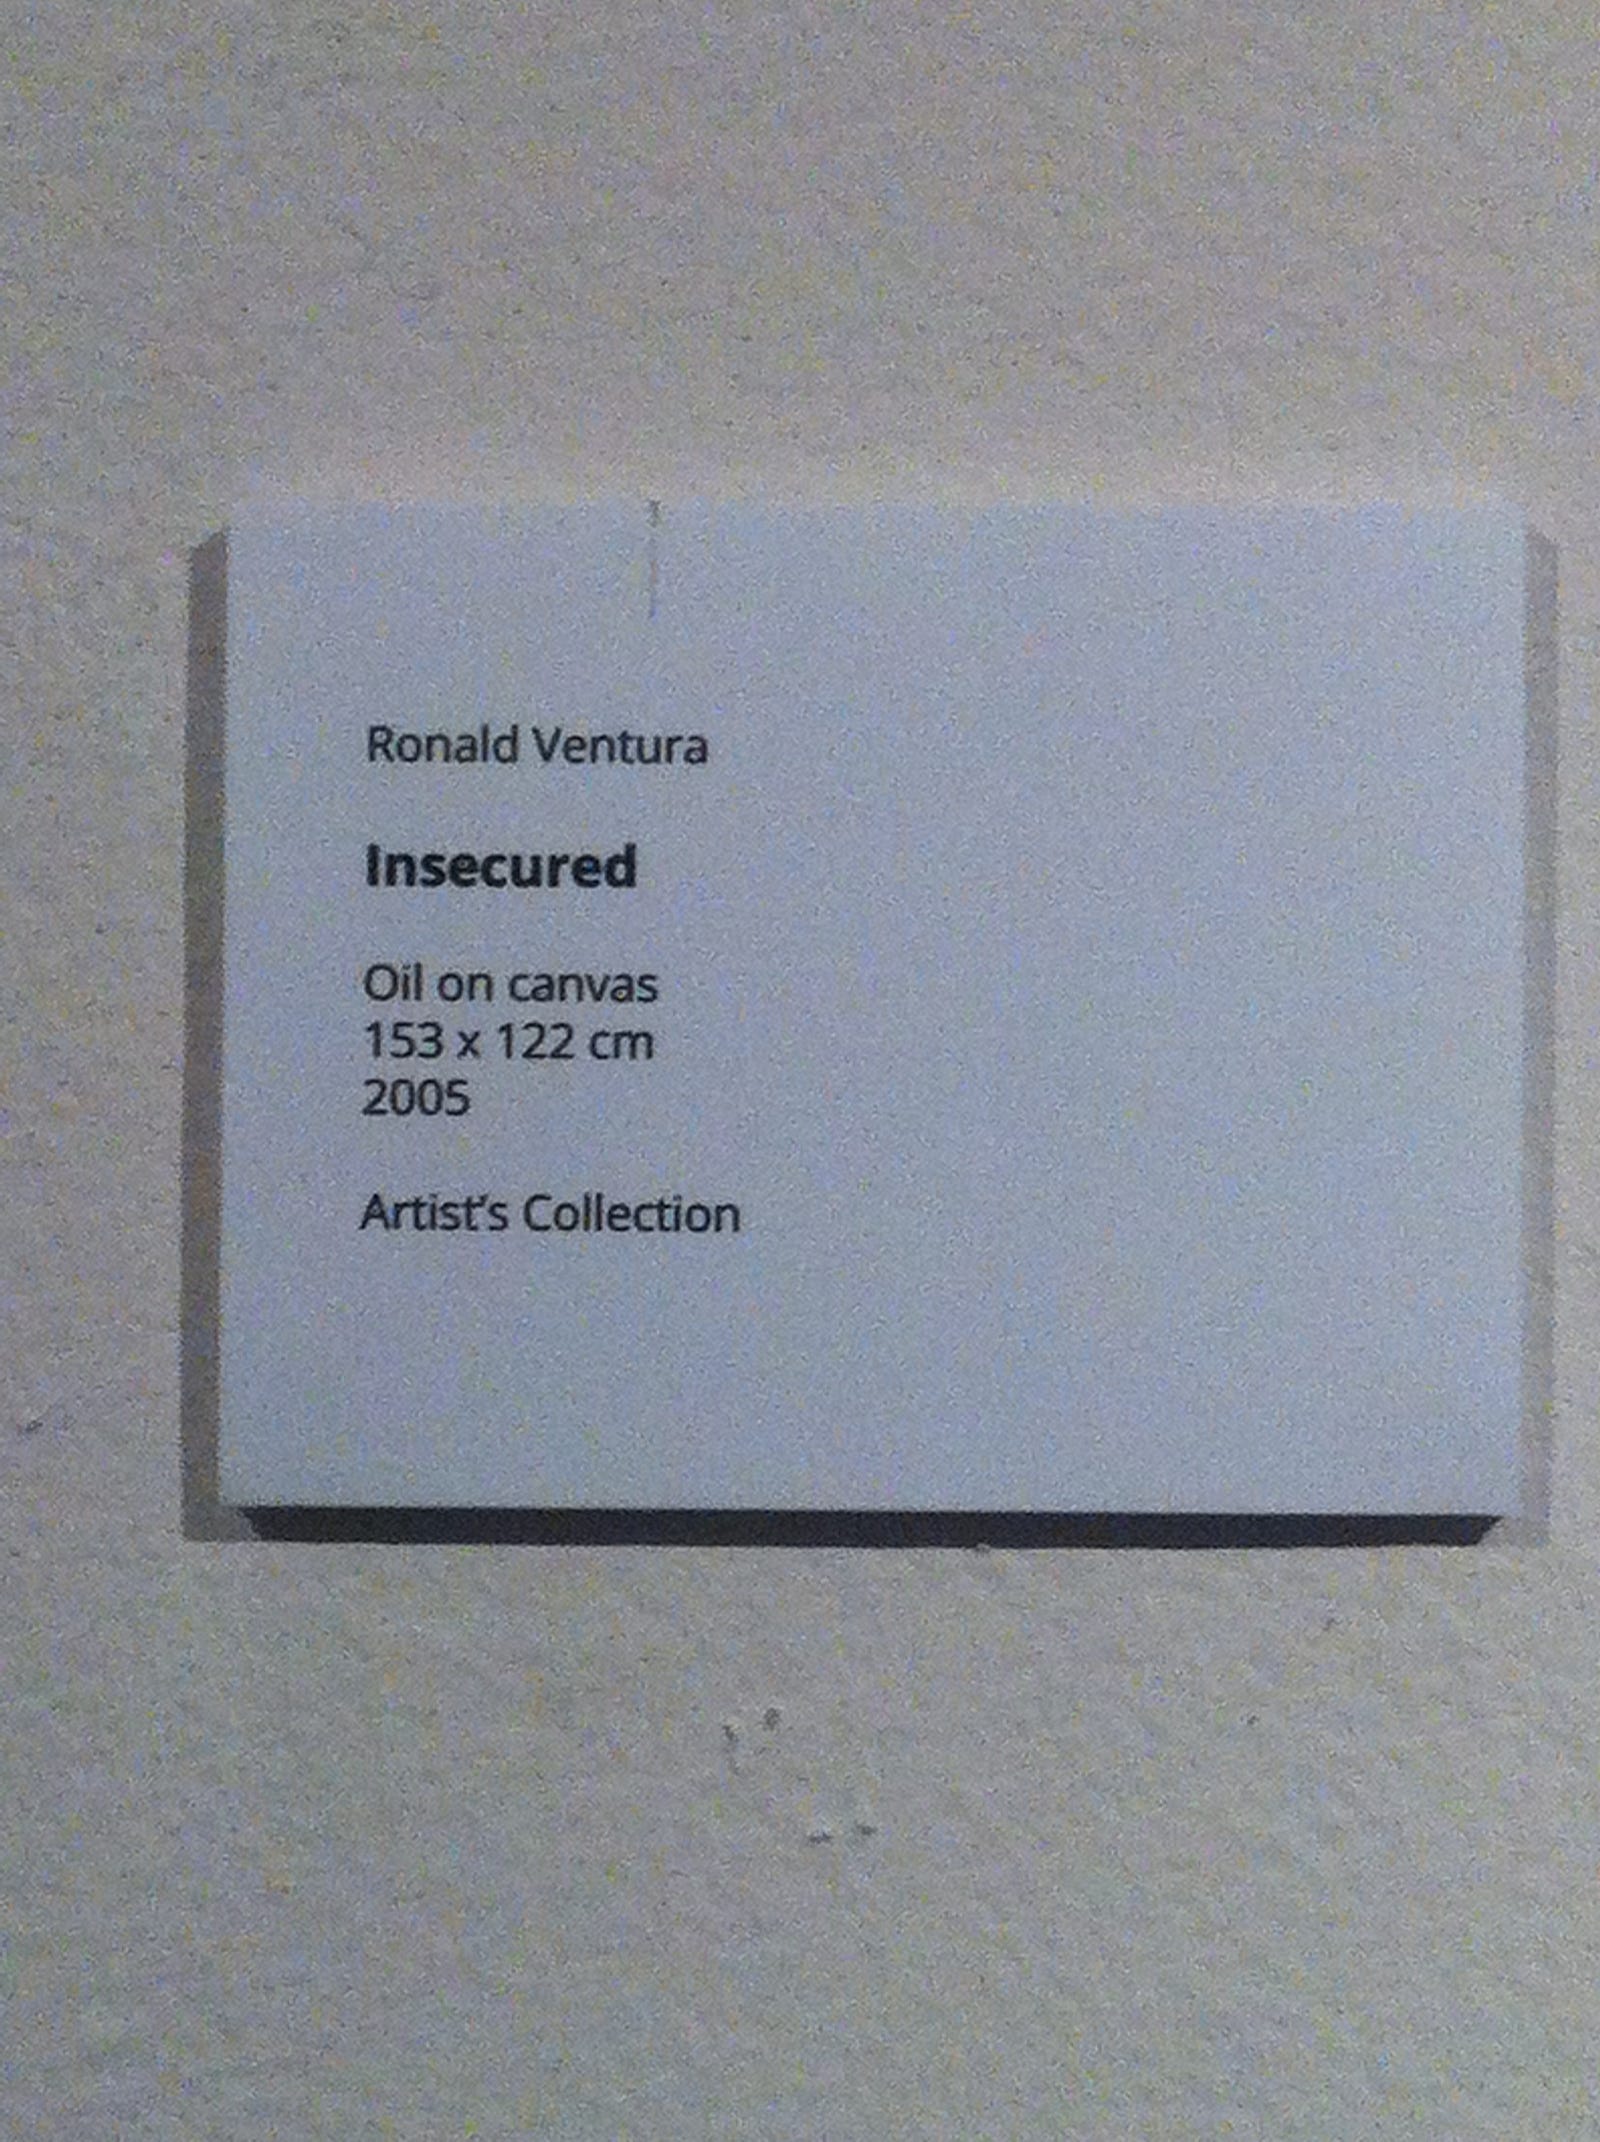 Ronald Ventura
Insecured
Oil on canvas
153 x 122 cm
2005
Artist's Collection